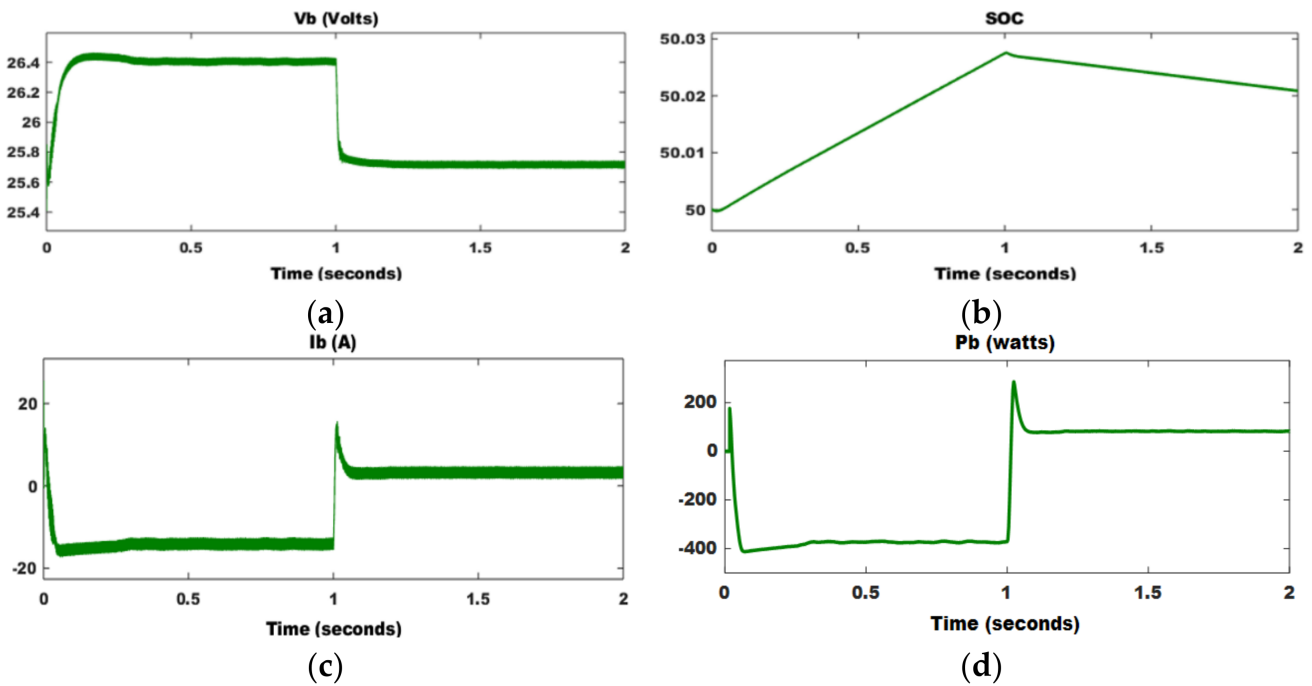 Vb (Volts)
26.4
26.2
26
25.8
25.6
25.4
0 0.5 1 1.5 2
Time (seconds)
(a)
SOC
50.03
50.02
50.01
50
0 0.5 1 1.5 2
Time (seconds)
(b)
Ib (A)
20
0
-20
0 0.5 1 1.5 2
Time (seconds)
(c)
Pb (watts)
200
0
-200
-400
0 0.5 1 1.5 2
Time (seconds)
(d)